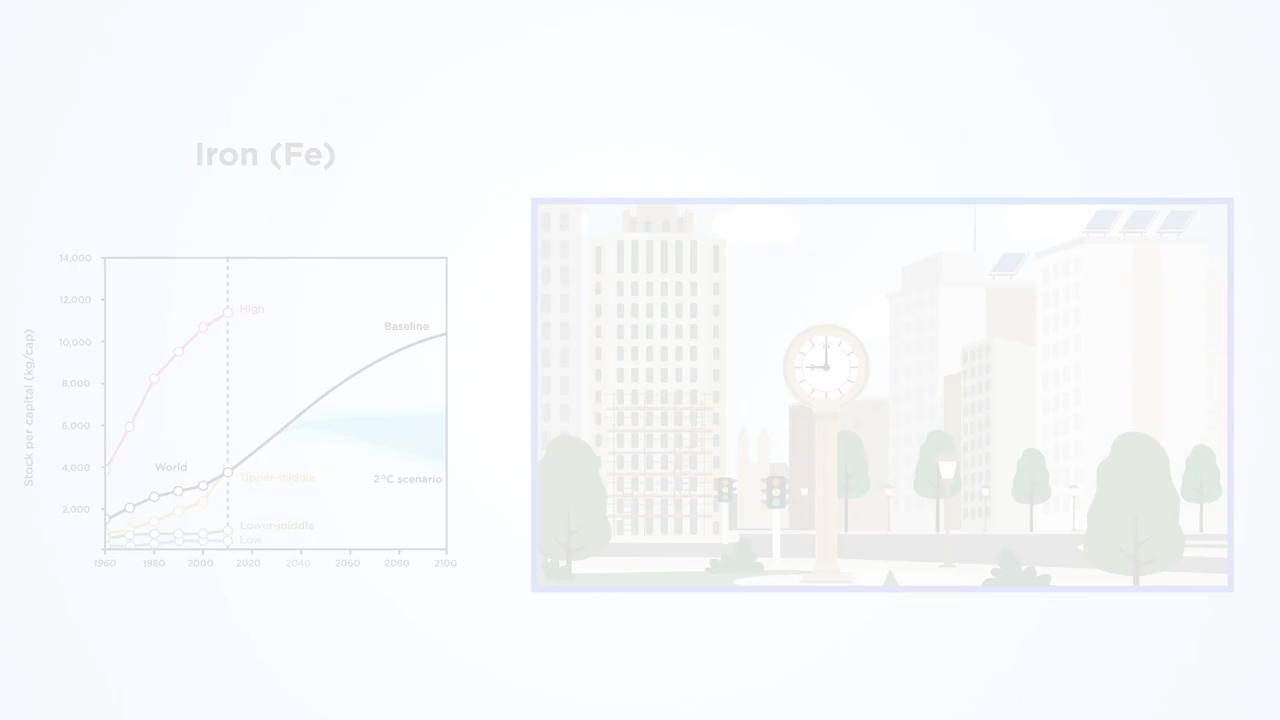 Iron (Fe)
Stock per capital (kg/cap)
14,000
12,000
10,000
8,000
6,000
4,000
2,000
High
Baseline
World
Upper-middle
2°C scenario
Lower-middle
Low
1960
1980
2000
2020
2040
2060
2080
2100